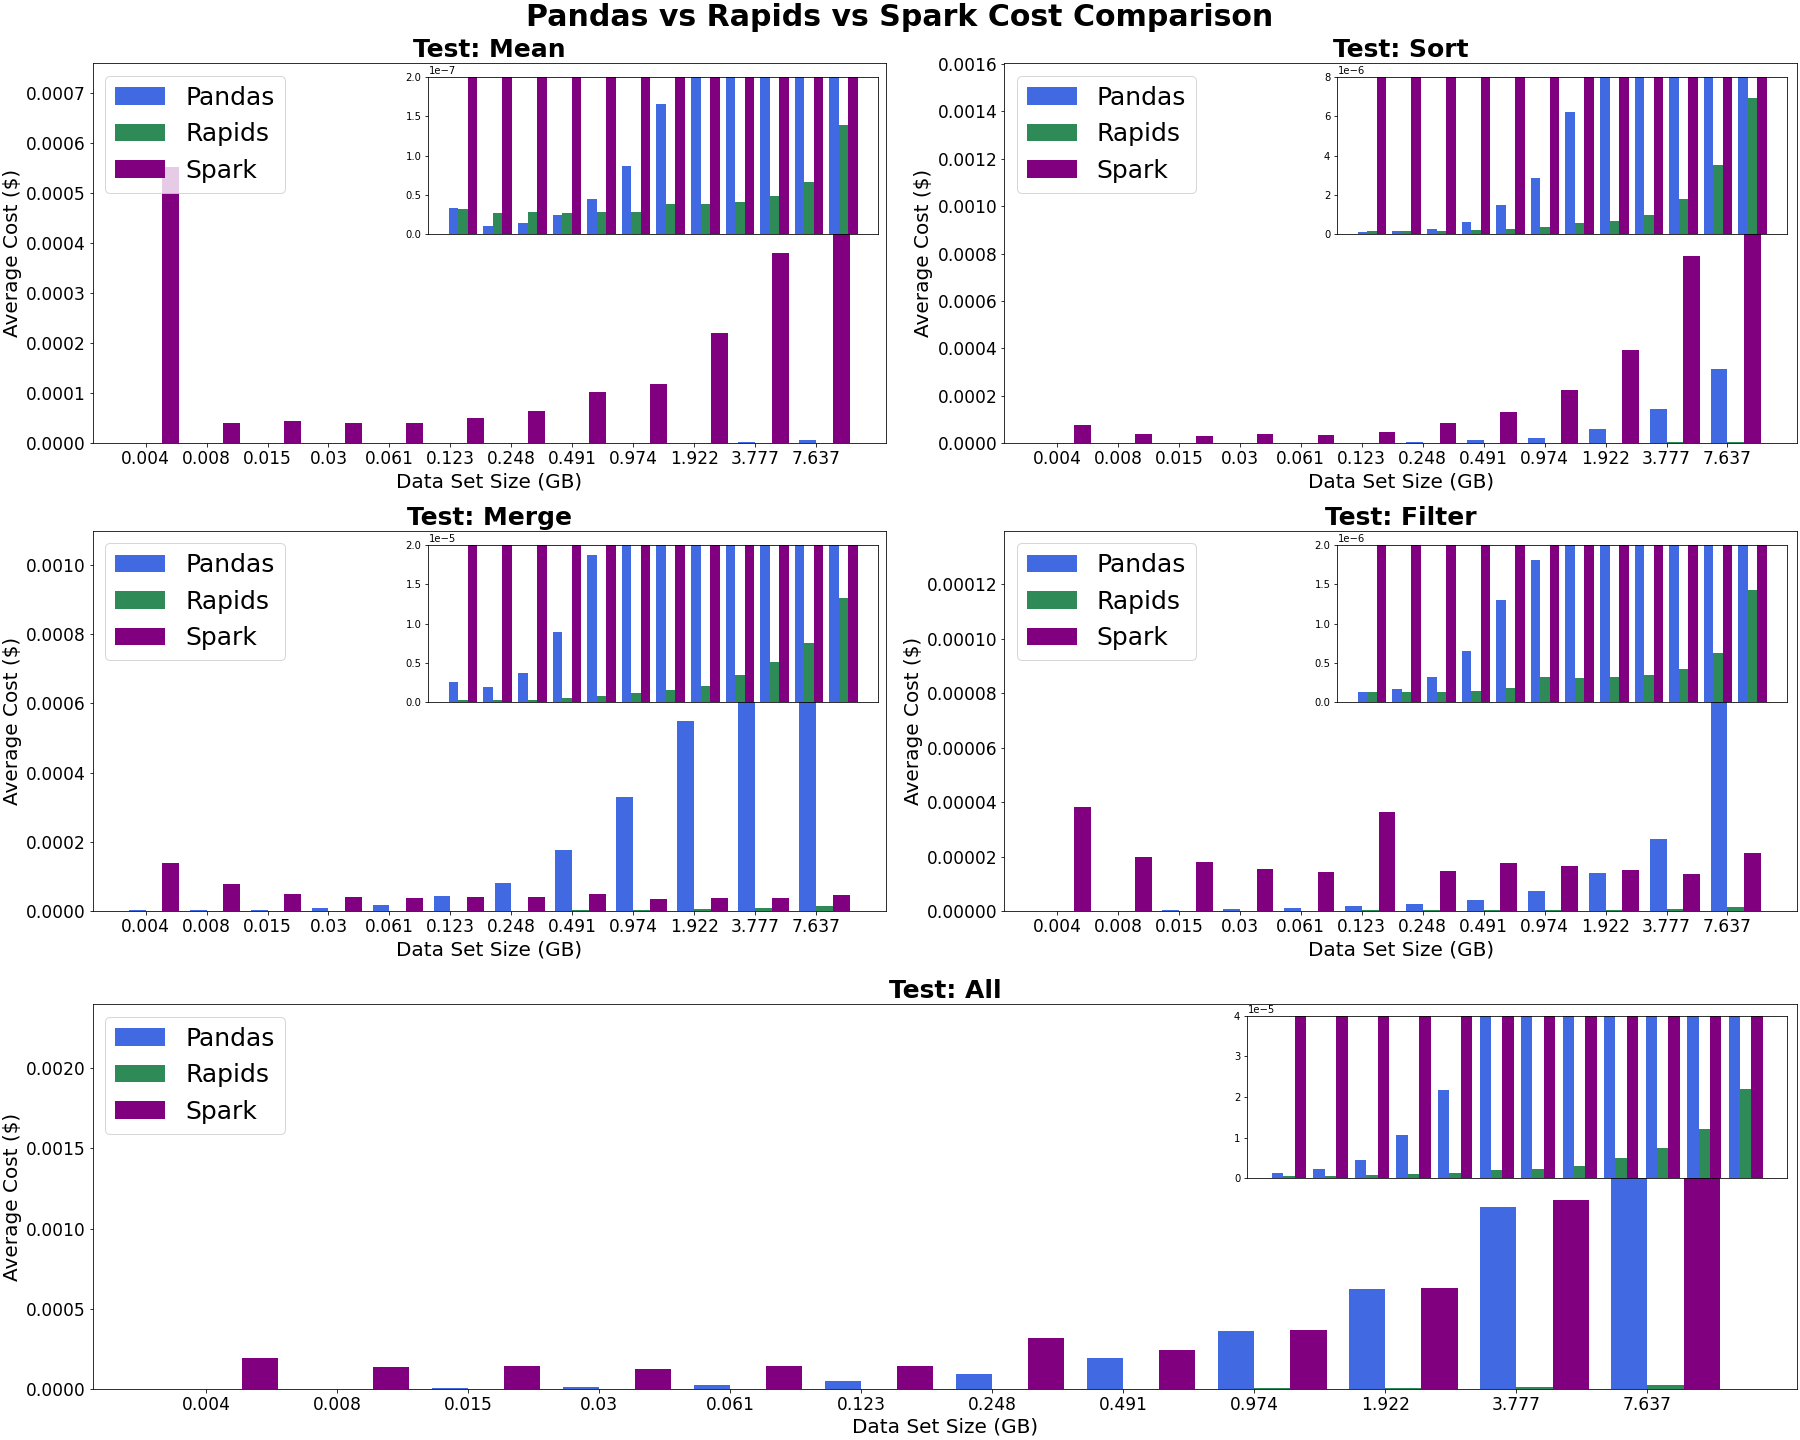 Pandas vs Rapids vs Spark Cost Comparison
Test: Mean
Average Cost ($)
0.0007
0.0006
0.0005
0.0004
0.0003
0.0002
0.0001
0.0000
Pandas
Rapids
Spark
1e−7
2.0
1.5
1.0
0.5
0.0
0.004 0.008 0.015 0.03 0.061 0.123 0.248 0.491 0.974 1.922 3.777 7.637
Data Set Size (GB)
Test: Sort
Average Cost ($)
0.0016
0.0014
0.0012
0.0010
0.0008
0.0006
0.0004
0.0002
0.0000
Pandas
Rapids
Spark
1e−6
8
6
4
2
0
0.004 0.008 0.015 0.03 0.061 0.123 0.248 0.491 0.974 1.922 3.777 7.637
Data Set Size (GB)
Test: Merge
Average Cost ($)
0.0010
0.0008
0.0006
0.0004
0.0002
0.0000
Pandas
Rapids
Spark
1e−5
2.0
1.5
1.0
0.5
0.0
0.004 0.008 0.015 0.03 0.061 0.123 0.248 0.491 0.974 1.922 3.777 7.637
Data Set Size (GB)
Test: Filter
Average Cost ($)
0.00012
0.00010
0.00008
0.00006
0.00004
0.00002
0.00000
Pandas
Rapids
Spark
1e−6
2.0
1.5
1.0
0.5
0.0
0.004 0.008 0.015 0.03 0.061 0.123 0.248 0.491 0.974 1.922 3.777 7.637
Data Set Size (GB)
Test: All
Average Cost ($)
0.0020
0.0015
0.0010
0.0005
0.0000
Pandas
Rapids
Spark
1e−5
4
3
2
1
0
0.004 0.008 0.015 0.03 0.061 0.123 0.248 0.491 0.974 1.922 3.777 7.637
Data Set Size (GB)